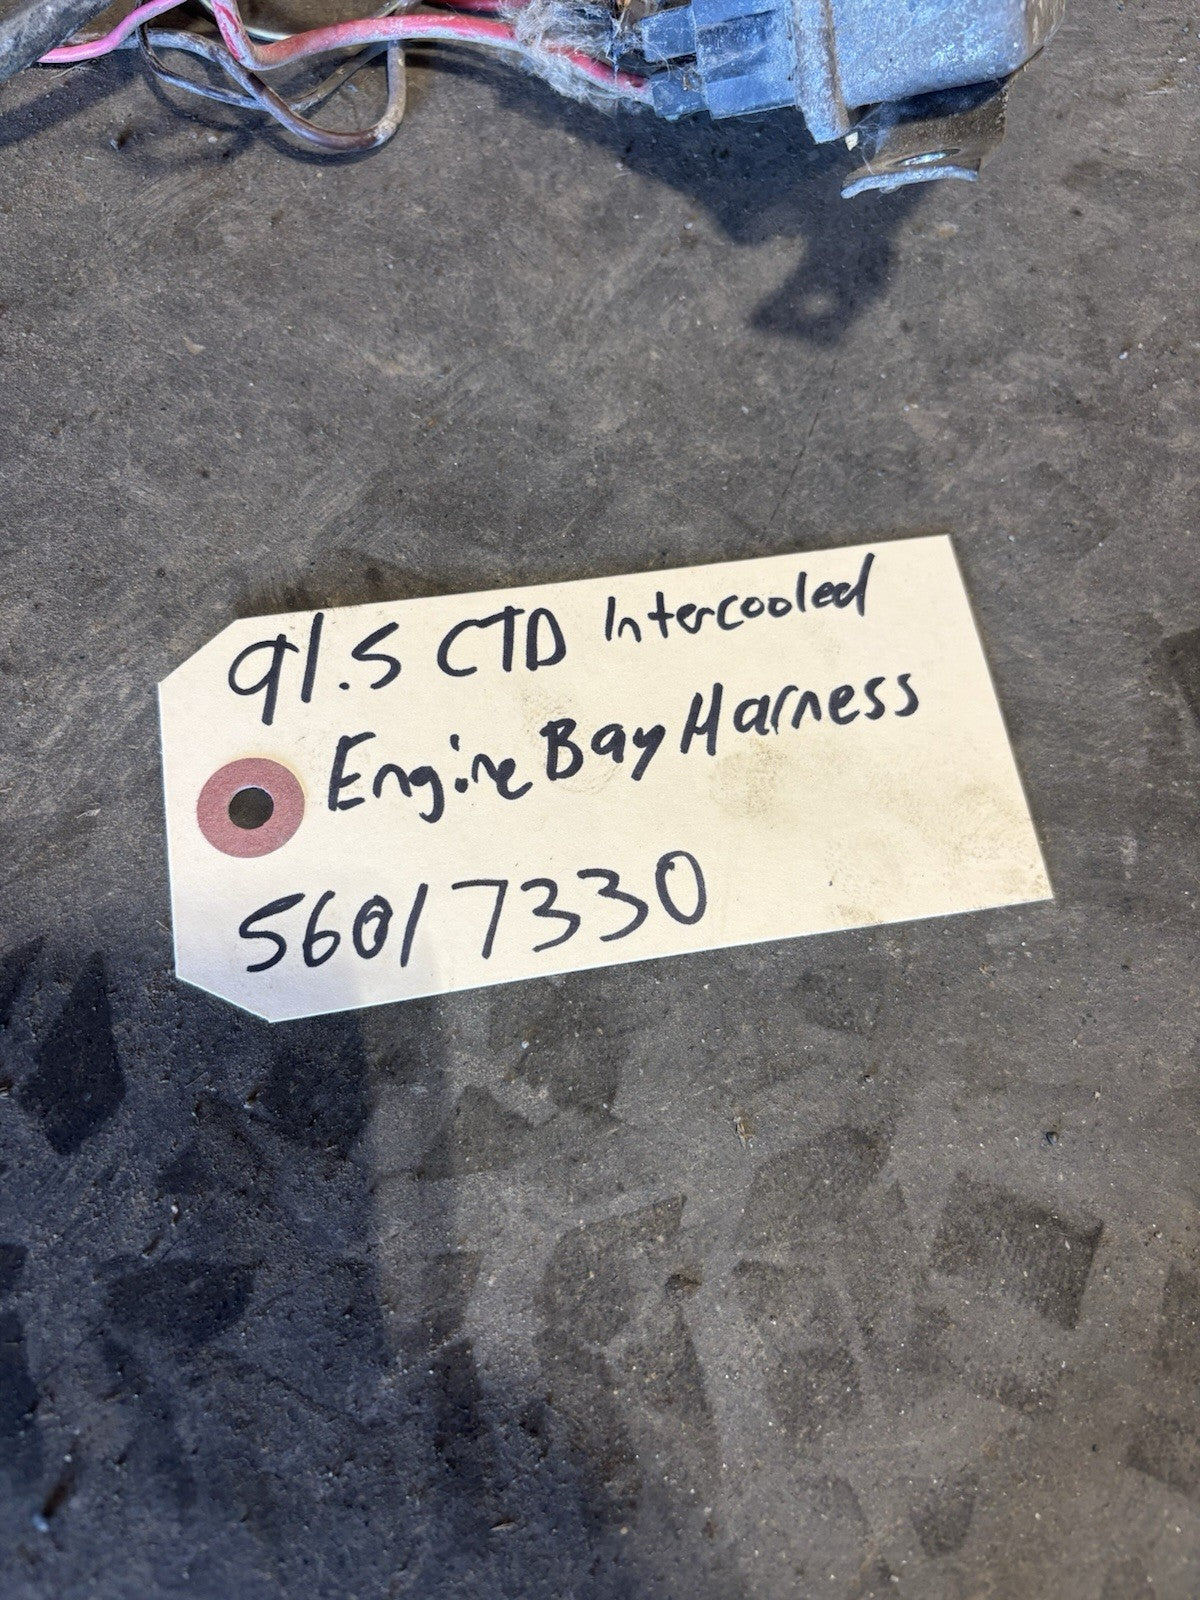 91.5 CTD Intercooled
Engine Bay Harness
56017330